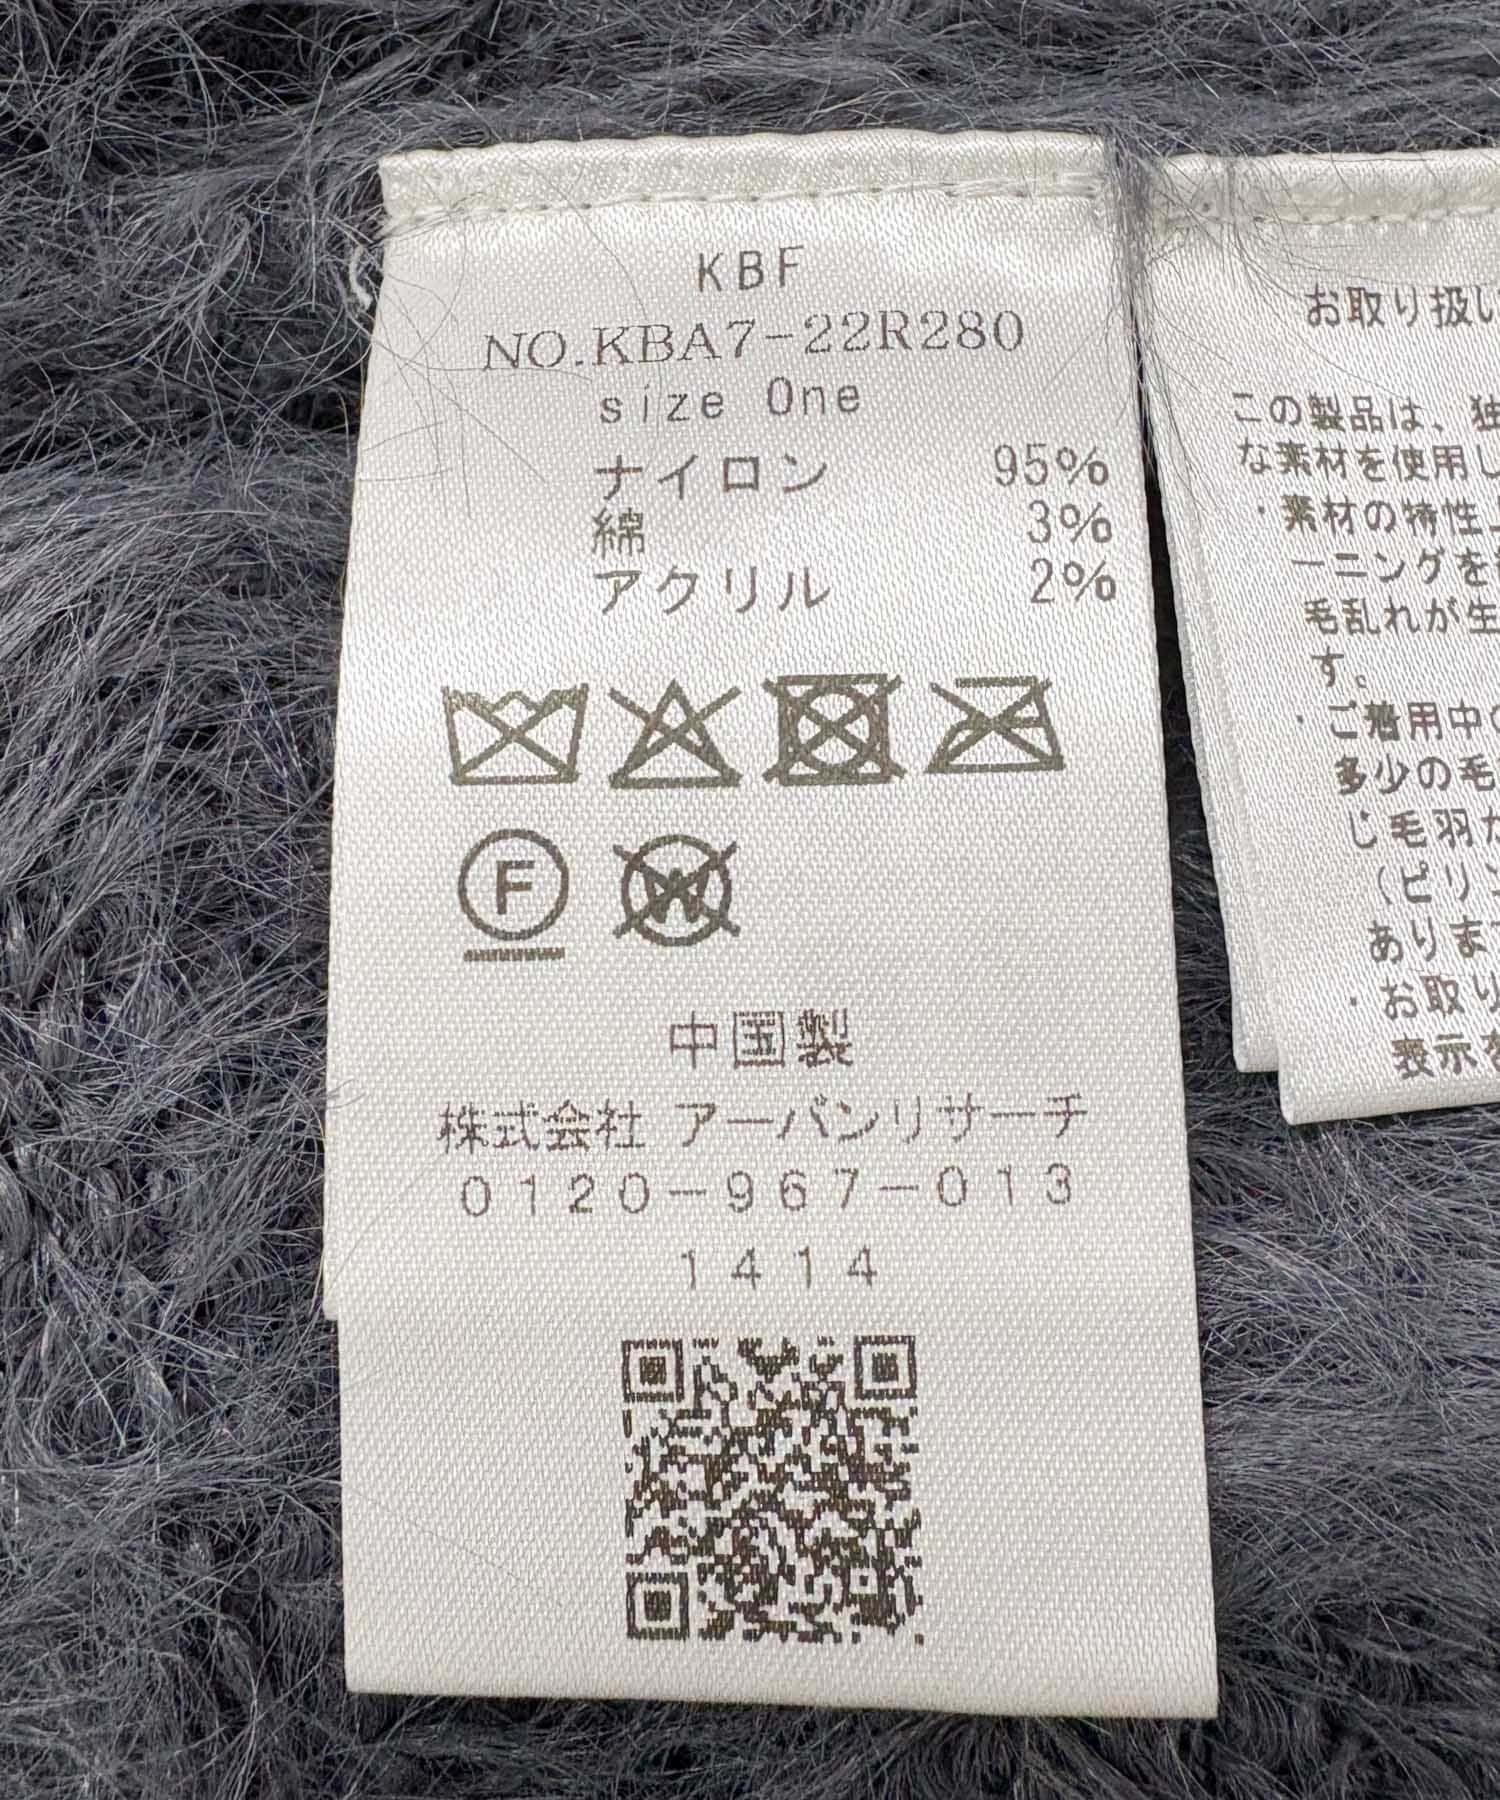 KBF
NO.KBA7-22R280
size One
ナイロン 95%
綿 3%
アクリル 2%
F
W
中国製
株式会社 アーバンリサーチ
0120-967-013
1414
お取り扱い
この製品は、独
な素材を使用し
・素材の特性上
ーニングを
毛乱れが生
す。
・ご着用中の
多少の毛
じ毛羽が
(ピリン
ありま
・お取り
表示を